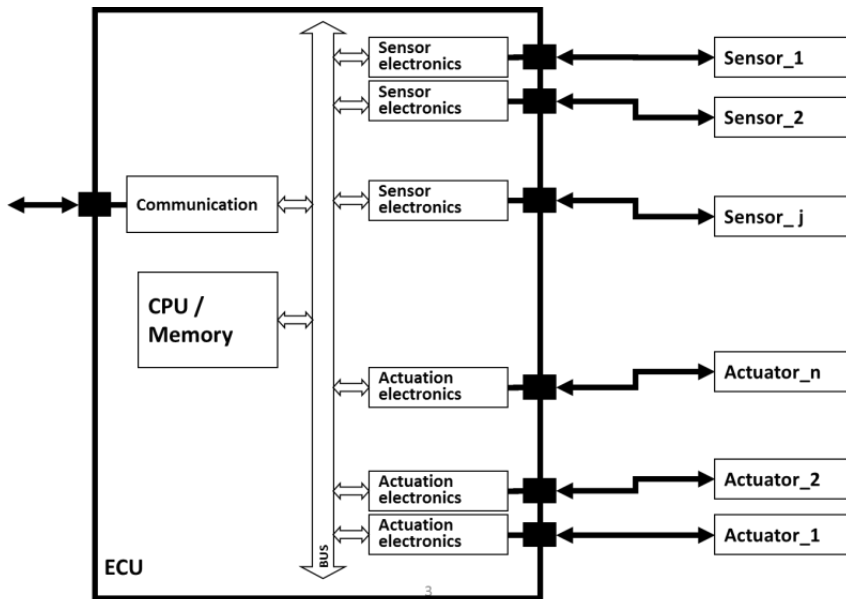 Sensor
electronics
Sensor_1
Sensor
electronics
Sensor_2
Communication
Sensor
electronics
Sensor_ j
CPU /
Memory
Actuation
electronics
Actuator_n
Actuation
electronics
Actuator_2
Actuation
electronics
Actuator_1
BUS
ECU
3